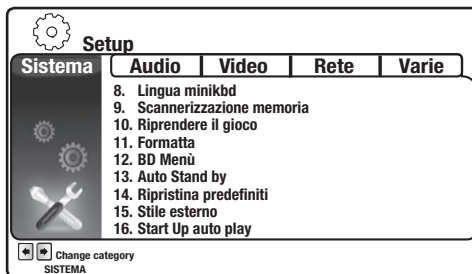 Setup
Sistema Audio Video Rete Varie
8. Lingua minikbd
9. Scannerizzazione memoria
10. Riprendere il gioco
11. Formatta
12. BD Menù
13. Auto Stand by
14. Ripristina predefiniti
15. Stile esterno
16. Start Up auto play
Change category
SISTEMA